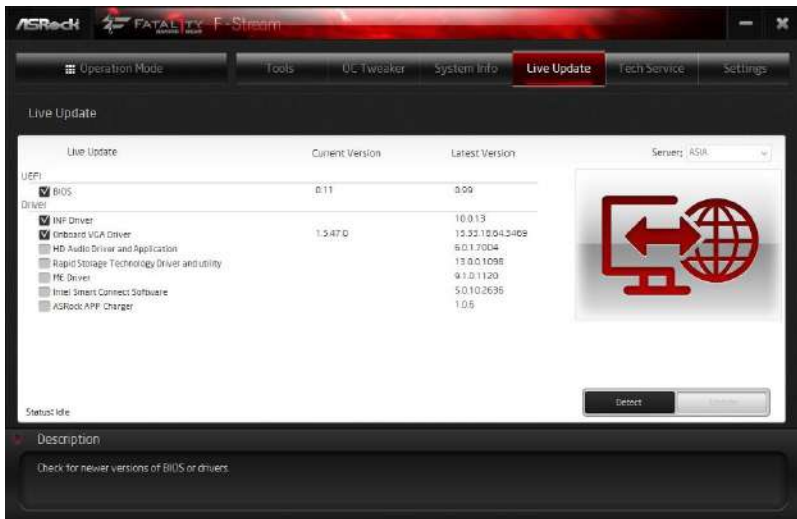 ASRock FATAL1TY GAMING GEAR F-Stream
Operation Mode Tools OC Tweaker System Info Live Update Tech Service Settings
Live Update
Live Update Current Version Latest Version Server: ASIA
UEFI
BIOS 0.11 0.99
Driver
INF Driver 10.0.13
Onboard VGA Driver 1.5.47.0 15.33.18.64.3469
HD Audio Driver and Application 6.0.1.7004
Rapid Storage Technology Driver and utility 13.0.0.1098
ME Driver 9.1.0.1120
Intel Smart Connect Software 5.0.10.2636
ASRock APP Charger 1.0.6
Status: Idle
Detect Update
Description
Check for newer versions of BIOS or drivers.